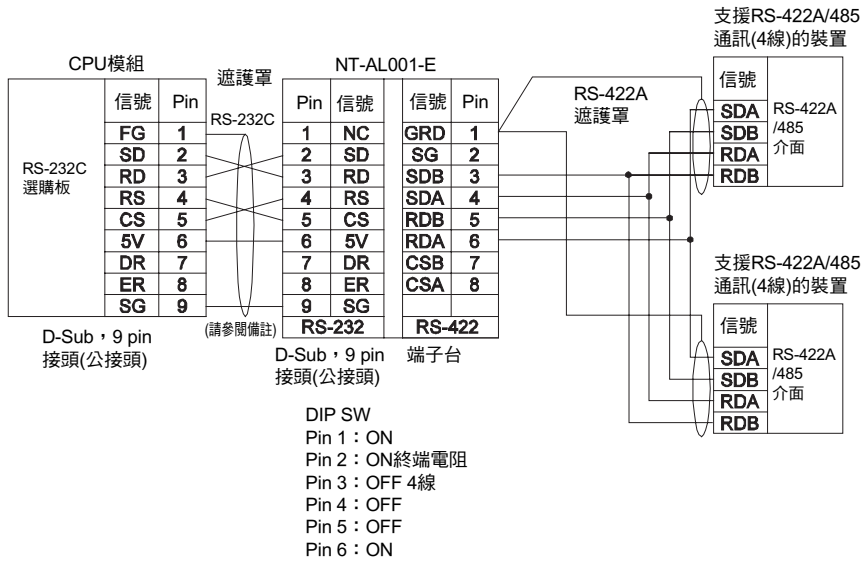 支援RS-422A/485
通訊(4線)的裝置
CPU模組
遮護罩
NT-AL001-E
信號 Pin
RS-232C
Pin 信號
信號 Pin
RS-422A
遮護罩
信號
RS-232C
選購板
FG 1
SD 2
RD 3
RS 4
CS 5
5V 6
DR 7
ER 8
SG 9
1 NC
2 SD
3 RD
4 RS
5 CS
6 5V
7 DR
8 ER
9 SG
RS-232
GRD 1
SG 2
SDB 3
SDA 4
RDB 5
RDA 6
CSB 7
CSA 8
RS-422
SDA
SDB
RDA
RDB
RS-422A
/485
介面
(請參閱備註)
D-Sub，9 pin
接頭(公接頭)
D-Sub，9 pin
接頭(公接頭)
端子台
支援RS-422A/485
通訊(4線)的裝置
信號
SDA
SDB
RDA
RDB
RS-422A
/485
介面
DIP SW
Pin 1：ON
Pin 2：ON終端電阻
Pin 3：OFF 4線
Pin 4：OFF
Pin 5：OFF
Pin 6：ON